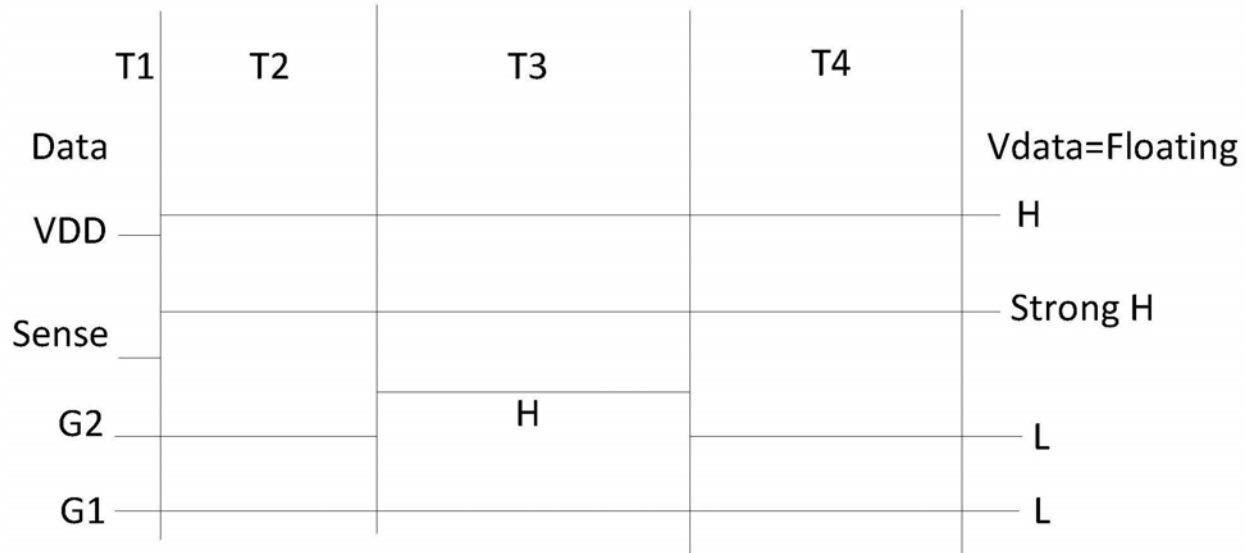 T1 T2 T3 T4
Data Vdata=Floating
VDD H
Sense Strong H
G2 H L
G1 L